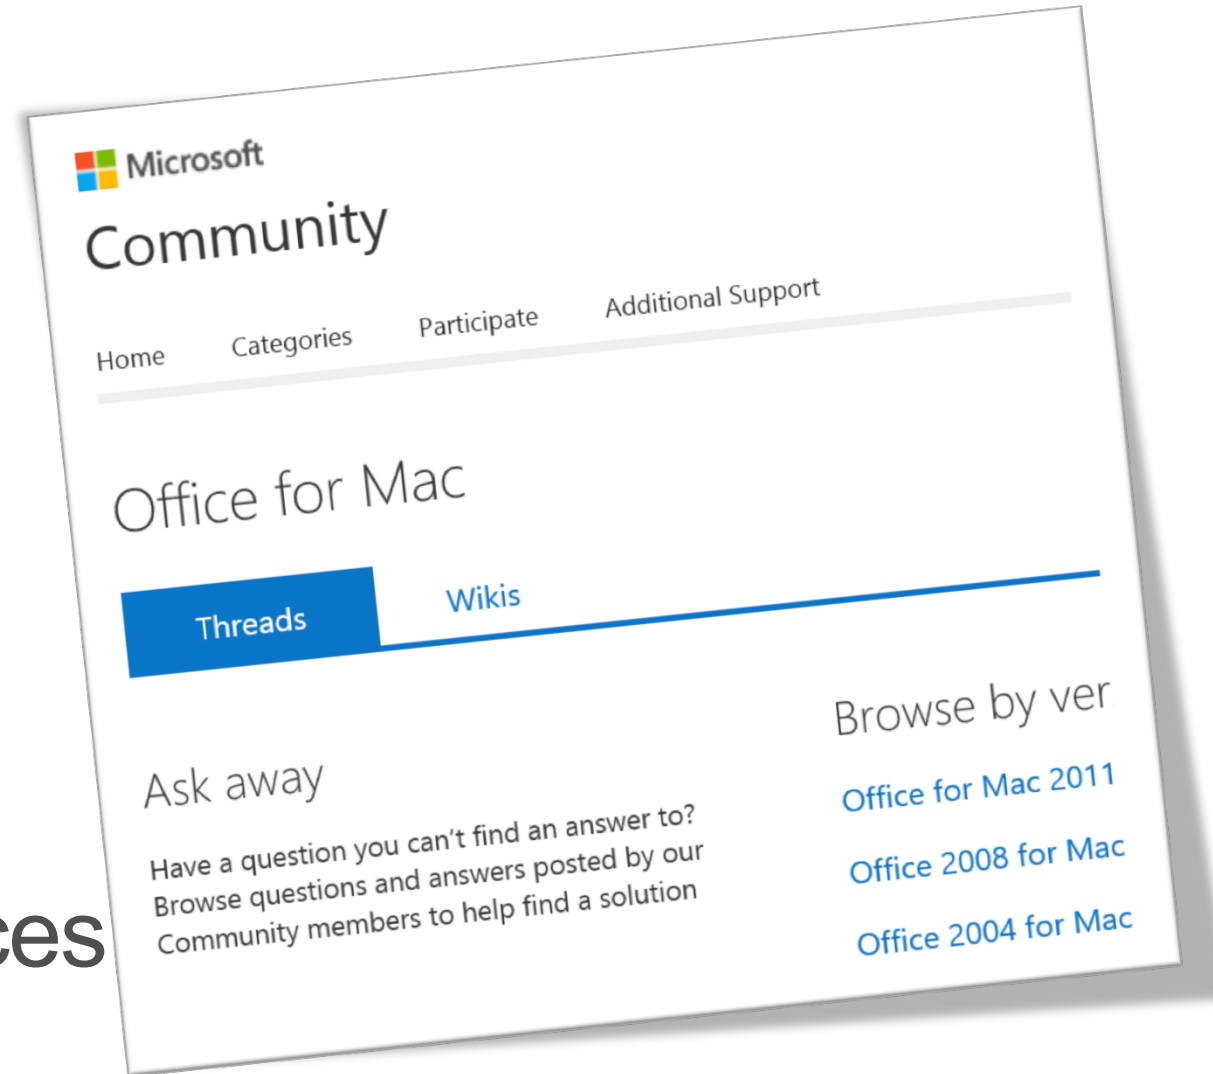 Microsoft
Community
Home Categories Participate Additional Support
Office for Mac
Threads Wikis
Ask away
Have a question you can't find an answer to?
Browse questions and answers posted by our
Community members to help find a solution
Browse by ver
Office for Mac 2011
Office 2008 for Mac
Office 2004 for Mac
ces